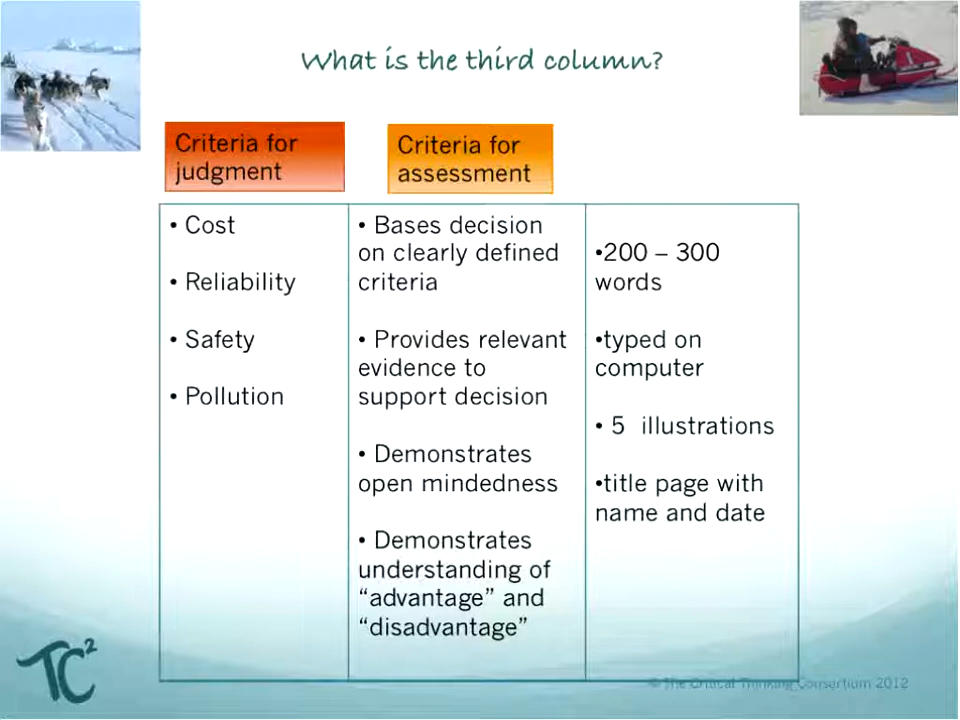 What is the third column?
Criteria for
judgment
Criteria for
assessment
• Cost
• Reliability
• Safety
• Pollution
• Bases decision
on clearly defined
criteria
• Provides relevant
evidence to
support decision
• Demonstrates
open mindedness
• Demonstrates
understanding of
“advantage” and
“disadvantage”
•200 – 300
words
•typed on
computer
• 5 illustrations
•title page with
name and date
TC²
© The Critical Thinking Consortium 2012